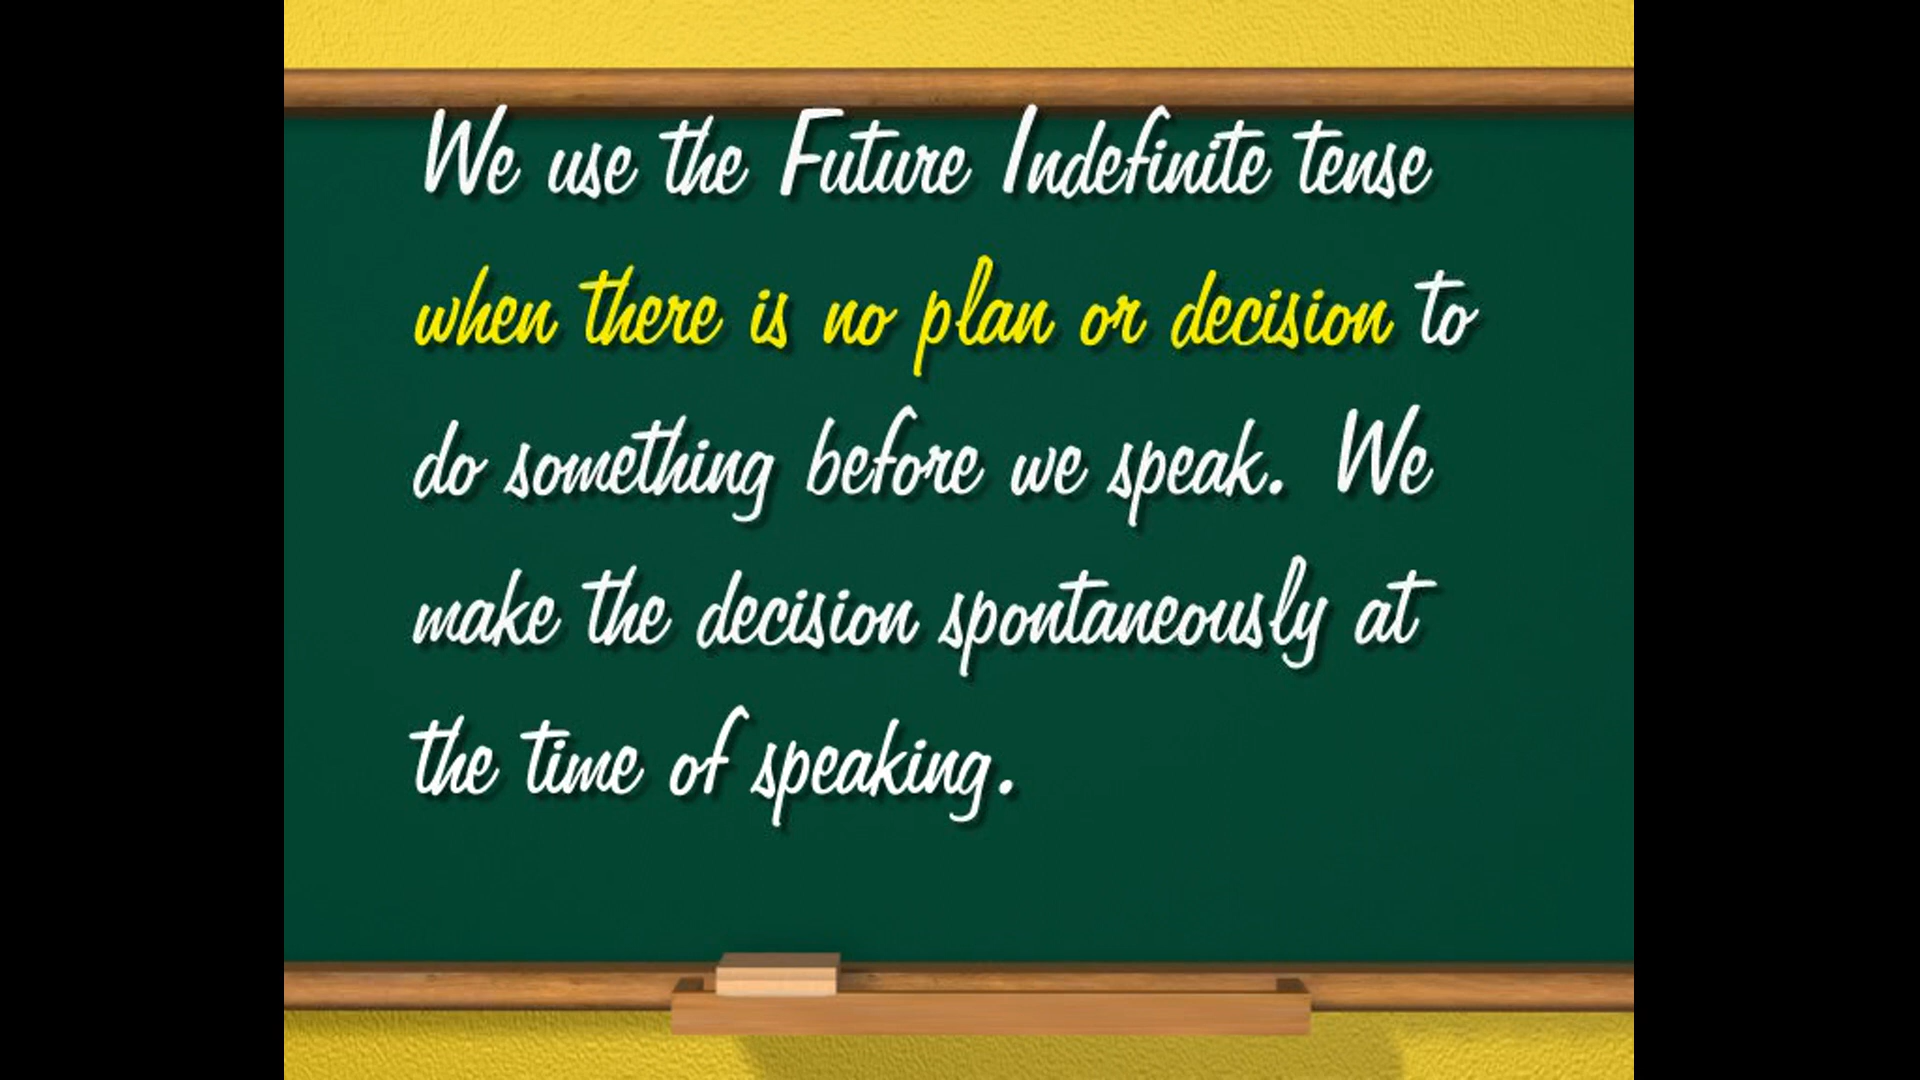 We use the Future Indefinite tense
when there is no plan or decision to
do something before we speak. We
make the decision spontaneously at
the time of speaking.